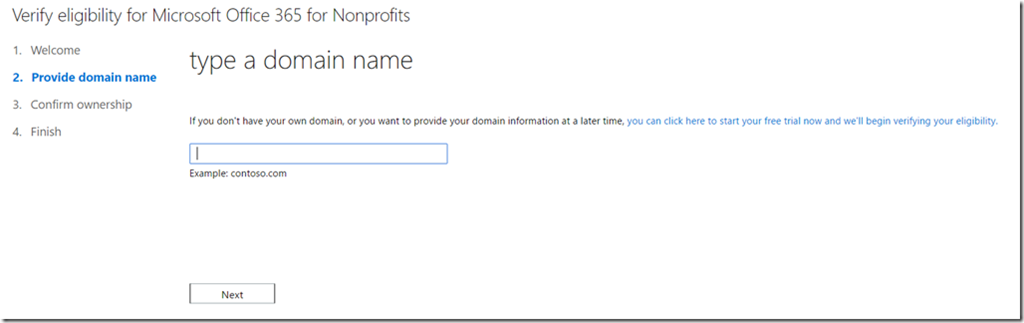 Verify eligibility for Microsoft Office 365 for Nonprofits
1. Welcome
2. Provide domain name
3. Confirm ownership
4. Finish
type a domain name
If you don't have your own domain, or you want to provide your domain information at a later time, you can click here to start your free trial now and we'll begin verifying your eligibility.
Example: contoso.com
Next